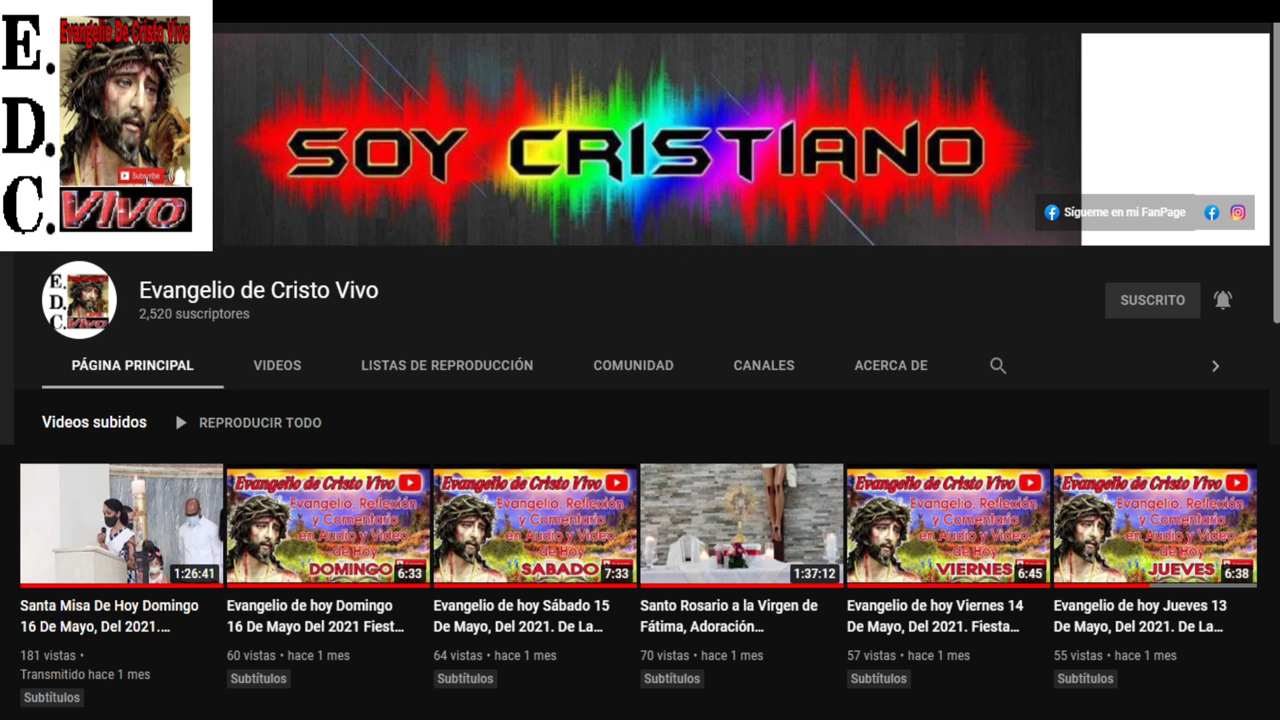 E.
D.
C.
Evangelio De Cristo Vivo
Subscribe
Vivo
SOY CRISTIANO
Sígueme en mi FanPage
E.
D.
C.
Vivo
Evangelio de Cristo Vivo
2,520 suscriptores
SUSCRITO
PÁGINA PRINCIPAL
VIDEOS
LISTAS DE REPRODUCCIÓN
COMUNIDAD
CANALES
ACERCA DE
Videos subidos
REPRODUCIR TODO
1:26:41
Santa Misa De Hoy Domingo
16 De Mayo, Del 2021....
181 vistas •
Transmitido hace 1 mes
Subtítulos
Evangelio de Cristo Vivo
Evangelio, Reflexión
y Comentario
en Audio y Video
de Hoy
DOMINGO
6:33
Evangelio de hoy Domingo
16 De Mayo Del 2021 Fiest...
60 vistas • hace 1 mes
Subtítulos
Evangelio de Cristo Vivo
Evangelio, Reflexión
y Comentario
en Audio y Video
de Hoy
SABADO
7:33
Evangelio de hoy Sábado 15
De Mayo, Del 2021. De La...
64 vistas • hace 1 mes
Subtítulos
1:37:12
Santo Rosario a la Virgen de
Fátima, Adoración...
70 vistas • hace 1 mes
Subtítulos
Evangelio de Cristo Vivo
Evangelio, Reflexión
y Comentario
en Audio y Video
de Hoy
VIERNES
6:45
Evangelio de hoy Viernes 14
De Mayo, Del 2021. Fiesta...
57 vistas • hace 1 mes
Subtítulos
Evangelio de Cristo Vivo
Evangelio, Reflexión
y Comentario
en Audio y Video
de Hoy
JUEVES
6:38
Evangelio de hoy Jueves 13
De Mayo, Del 2021. De La...
55 vistas • hace 1 mes
Subtítulos